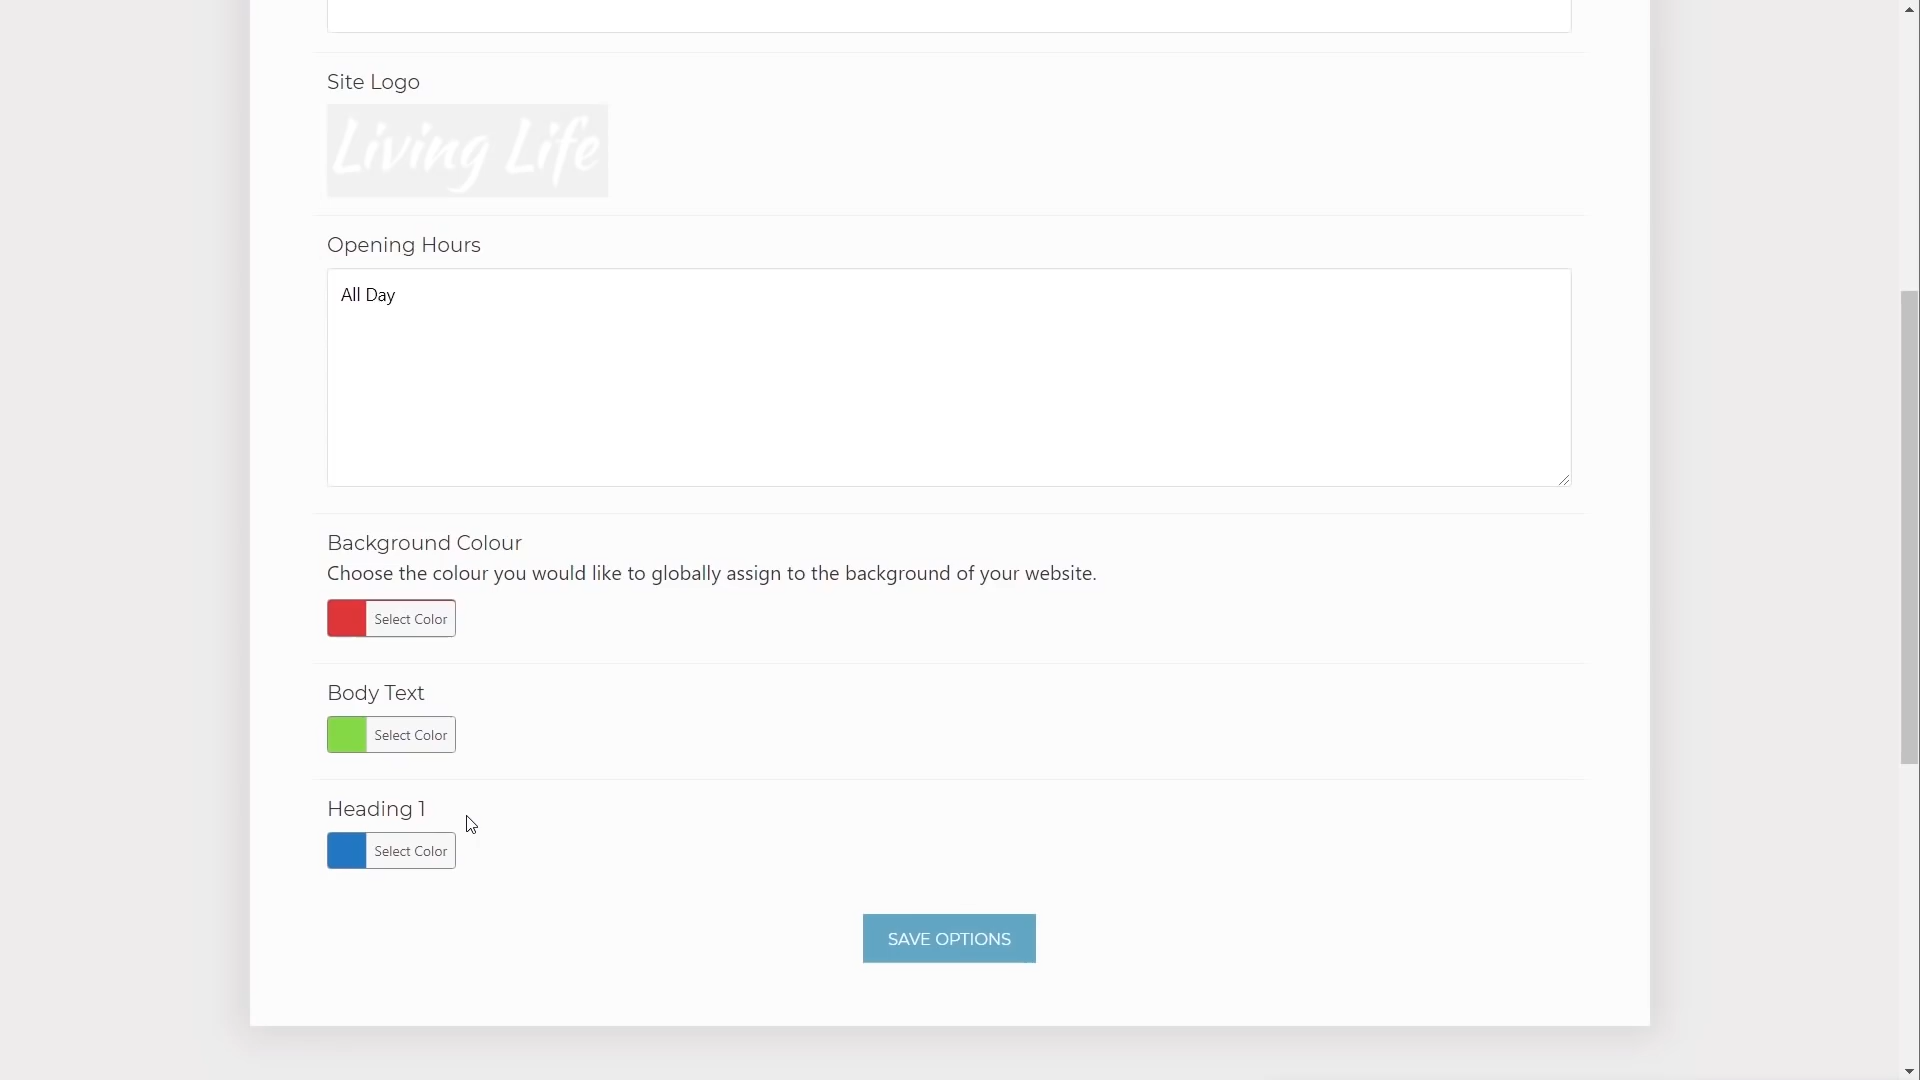 Site Logo
Living Life
Opening Hours
All Day
Background Colour
Choose the colour you would like to globally assign to the background of your website.
Select Color
Body Text
Select Color
Heading 1
Select Color
SAVE OPTIONS